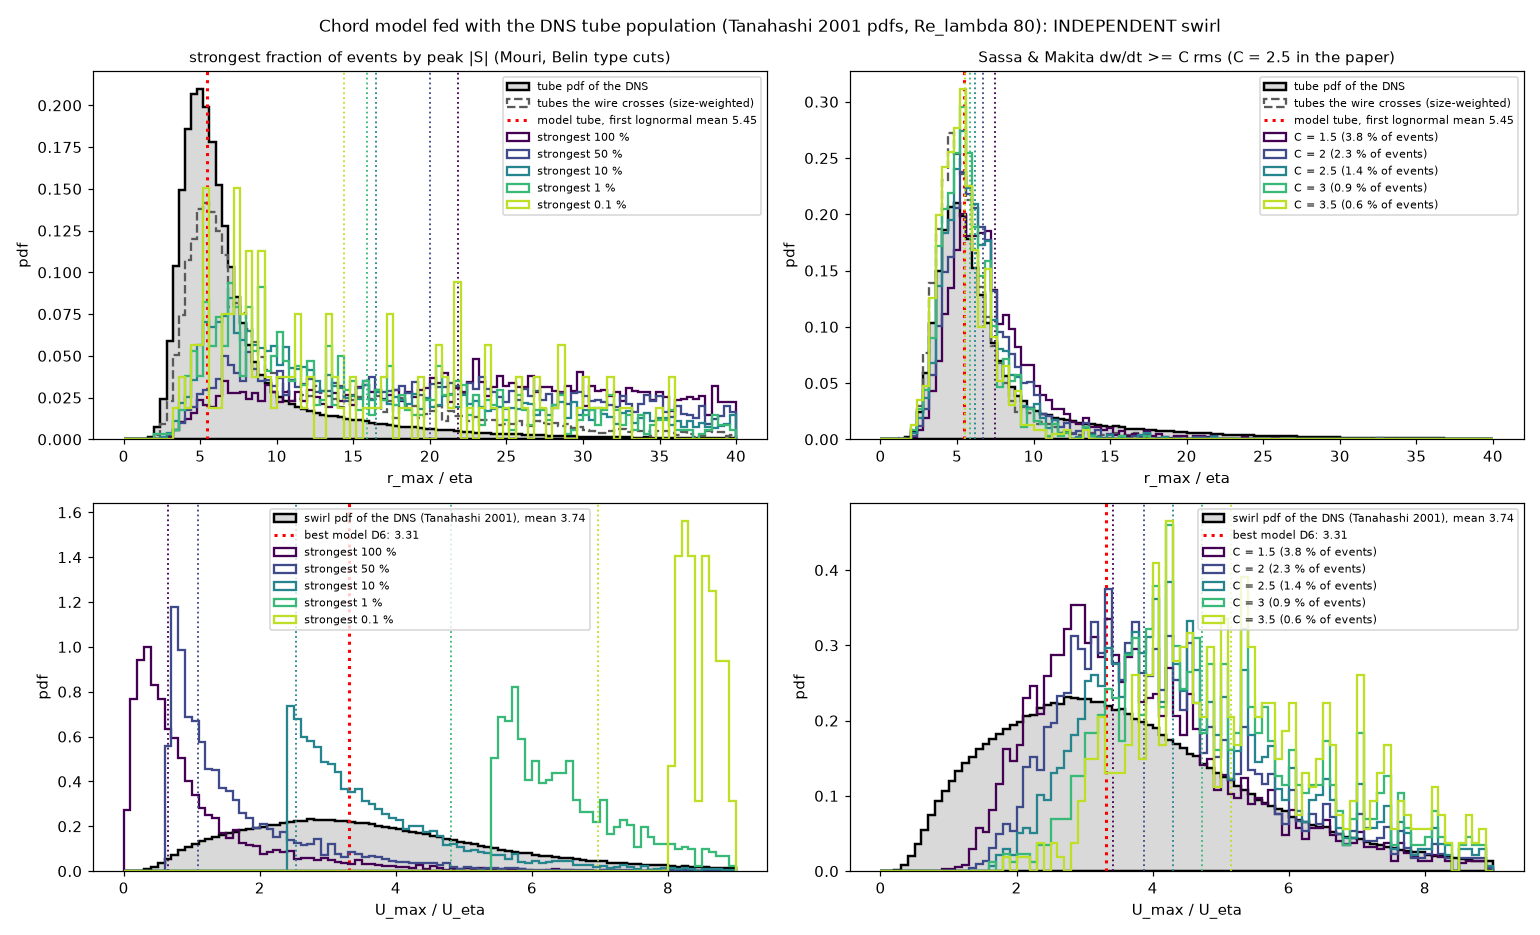 Chord model fed with the DNS tube population (Tanahashi 2001 pdfs, Re_lambda 80): INDEPENDENT swirl
strongest fraction of events by peak |S| (Mouri, Belin type cuts)
tube pdf of the DNS
tubes the wire crosses (size-weighted)
model tube, first lognormal mean 5.45
strongest 100 %
strongest 50 %
strongest 10 %
strongest 1 %
strongest 0.1 %
pdf
0.200
0.175
0.150
0.125
0.100
0.075
0.050
0.025
0.000
0 5 10 15 20 25 30 35 40
r_max / eta
Sassa & Makita dw/dt >= C rms (C = 2.5 in the paper)
tube pdf of the DNS
tubes the wire crosses (size-weighted)
model tube, first lognormal mean 5.45
C = 1.5 (3.8 % of events)
C = 2 (2.3 % of events)
C = 2.5 (1.4 % of events)
C = 3 (0.9 % of events)
C = 3.5 (0.6 % of events)
pdf
0.30
0.25
0.20
0.15
0.10
0.05
0.00
0 5 10 15 20 25 30 35 40
r_max / eta
swirl pdf of the DNS (Tanahashi 2001), mean 3.74
best model D6: 3.31
strongest 100 %
strongest 50 %
strongest 10 %
strongest 1 %
strongest 0.1 %
pdf
1.6
1.4
1.2
1.0
0.8
0.6
0.4
0.2
0.0
0 2 4 6 8
U_max / U_eta
swirl pdf of the DNS (Tanahashi 2001), mean 3.74
best model D6: 3.31
C = 1.5 (3.8 % of events)
C = 2 (2.3 % of events)
C = 2.5 (1.4 % of events)
C = 3 (0.9 % of events)
C = 3.5 (0.6 % of events)
pdf
0.4
0.3
0.2
0.1
0.0
0 2 4 6 8
U_max / U_eta